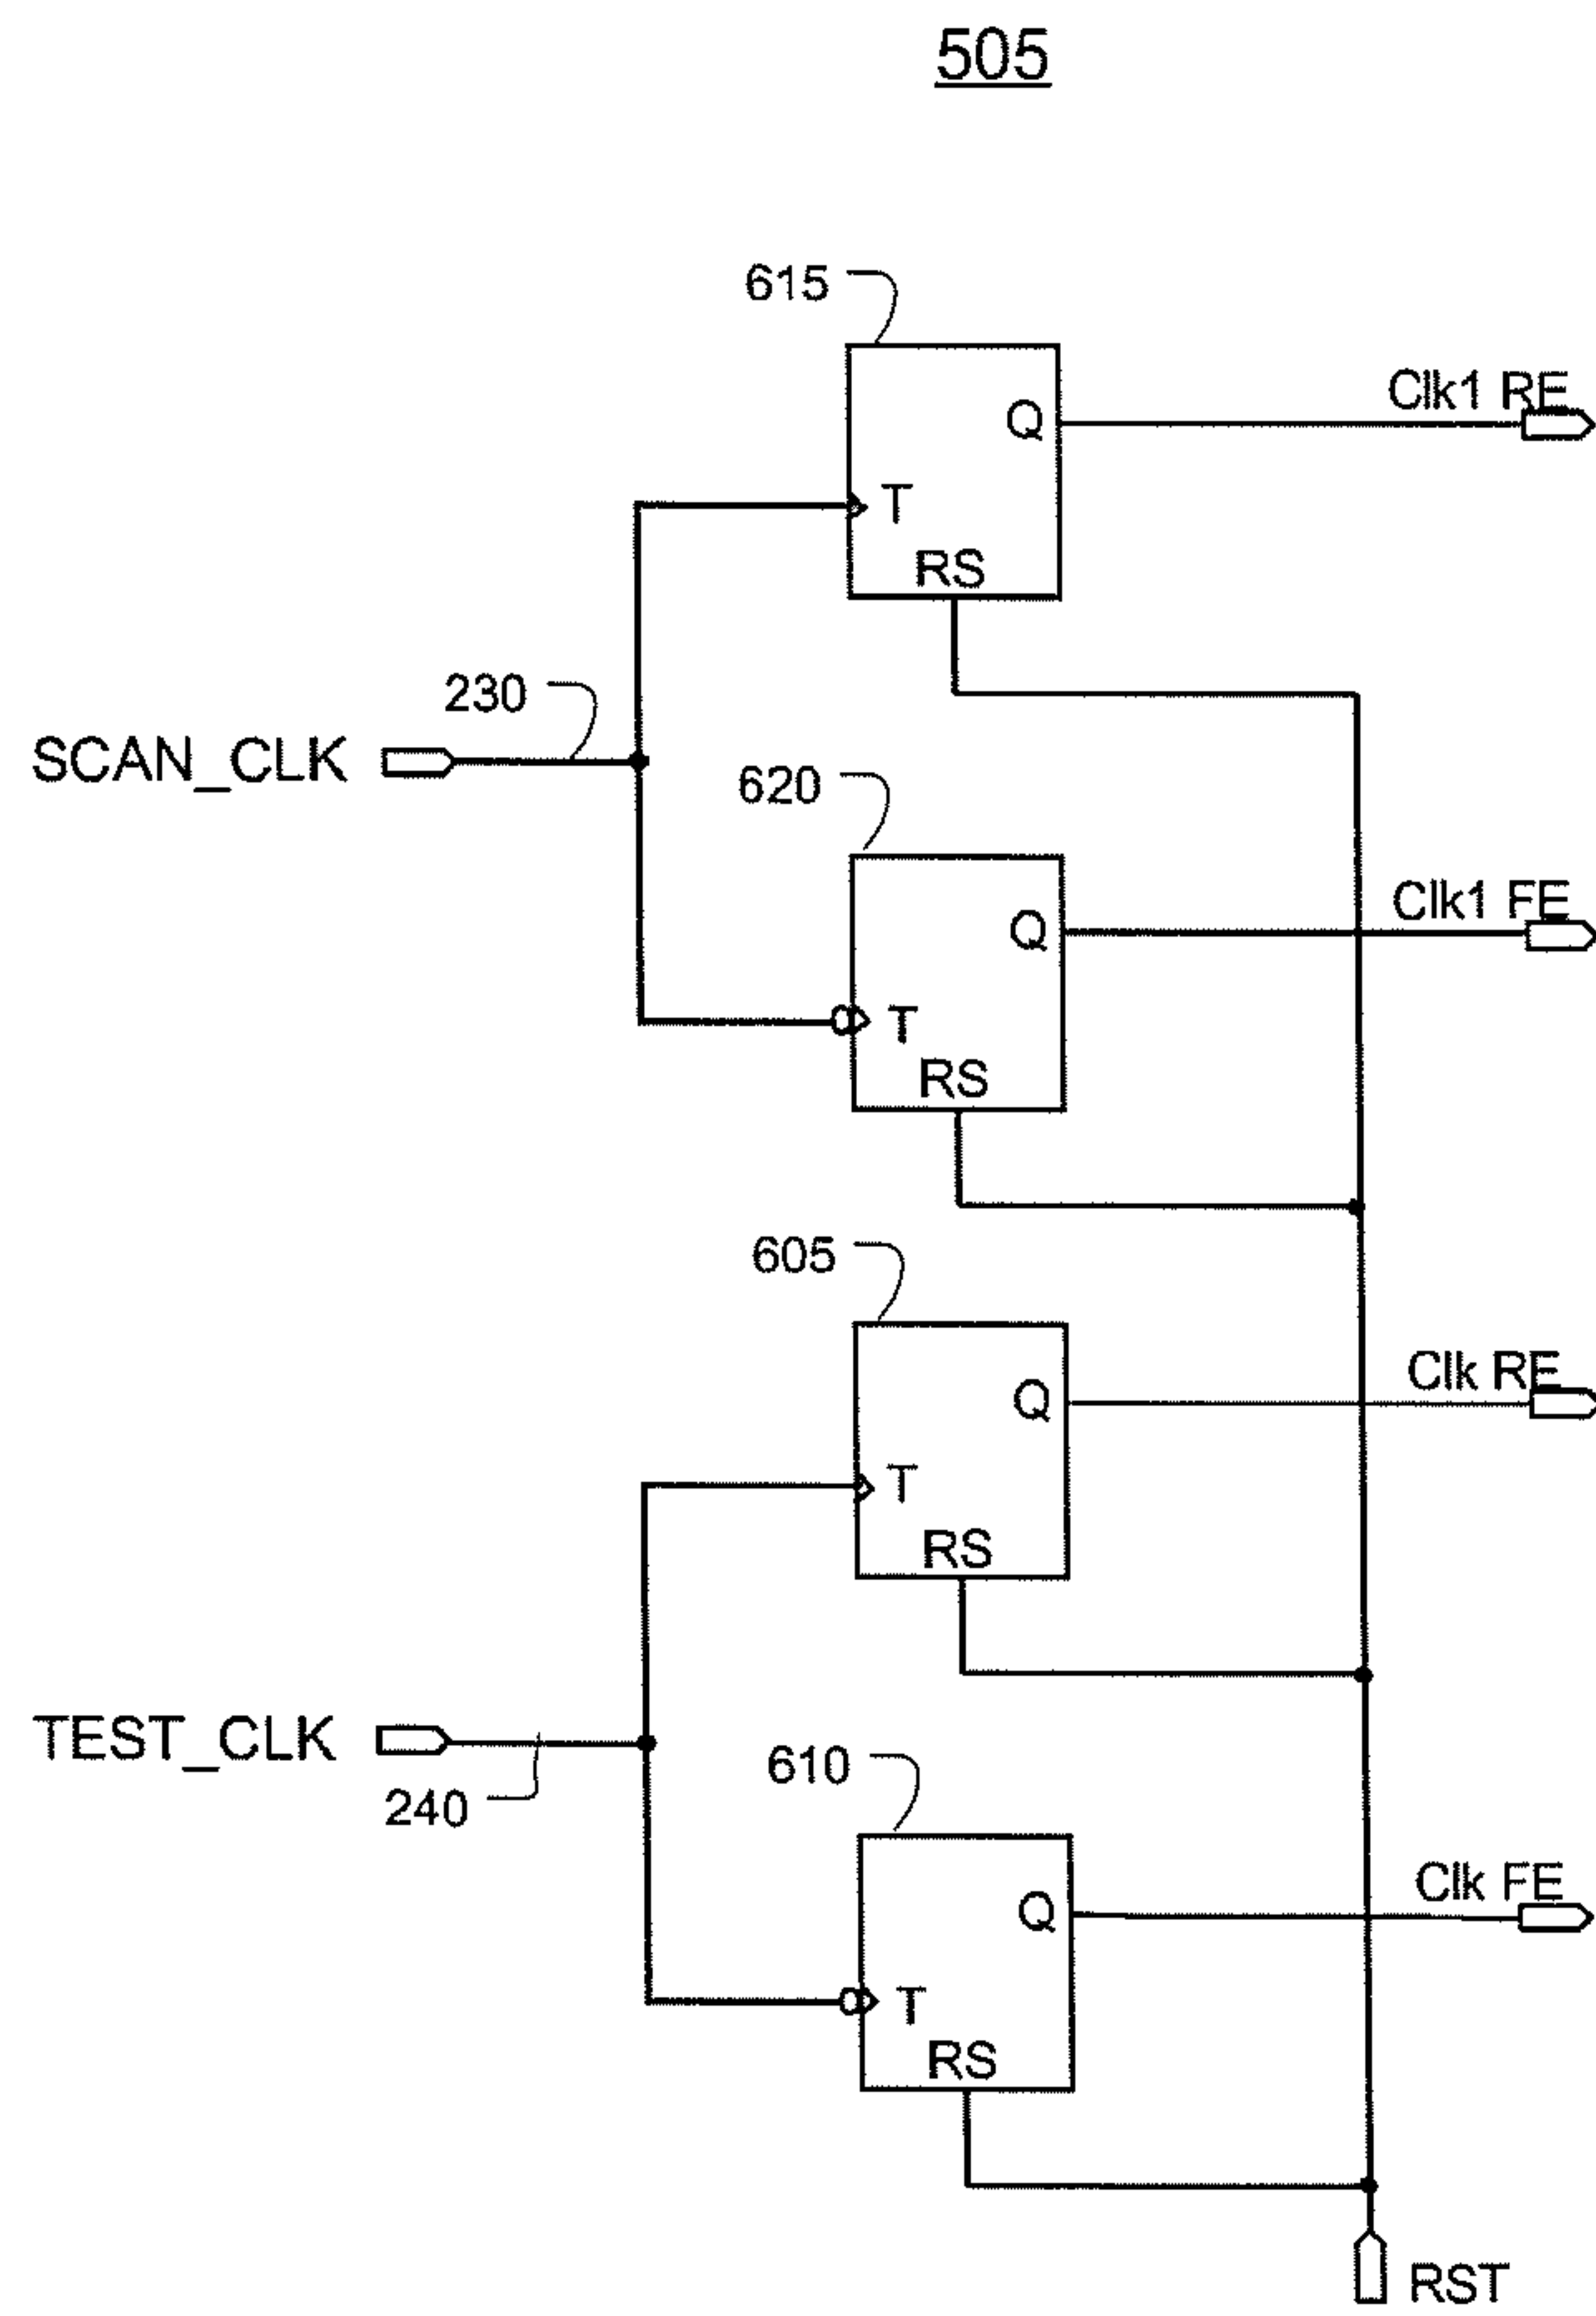 505
615
Q
Clk1 RE
T
RS
230
SCAN_CLK
620
Q
Clk1 FE
T
RS
605
Q
Clk RE
T
RS
TEST_CLK
240
610
Q
Clk FE
T
RS
RST